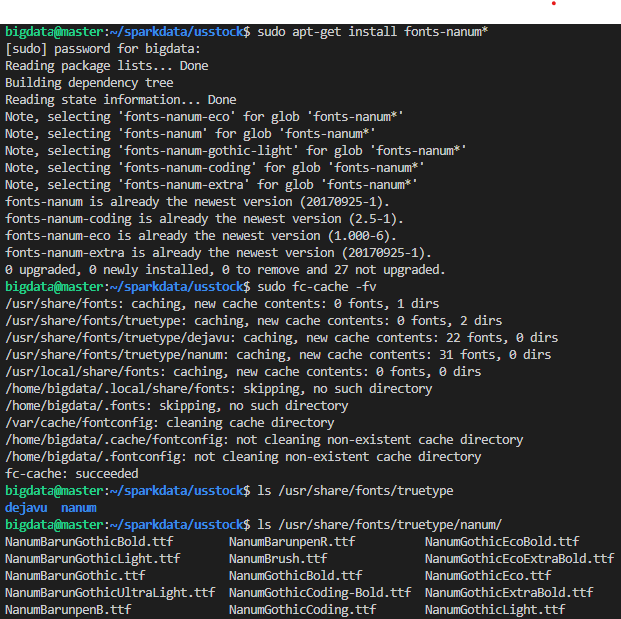 bigdata@master:~/sparkdata/usstock$ sudo apt-get install fonts-nanum*
[sudo] password for bigdata:
Reading package lists... Done
Building dependency tree
Reading state information... Done
Note, selecting 'fonts-nanum-eco' for glob 'fonts-nanum*'
Note, selecting 'fonts-nanum' for glob 'fonts-nanum*'
Note, selecting 'fonts-nanum-gothic-light' for glob 'fonts-nanum*'
Note, selecting 'fonts-nanum-coding' for glob 'fonts-nanum*'
Note, selecting 'fonts-nanum-extra' for glob 'fonts-nanum*'
fonts-nanum is already the newest version (20170925-1).
fonts-nanum-coding is already the newest version (2.5-1).
fonts-nanum-eco is already the newest version (1.000-6).
fonts-nanum-extra is already the newest version (20170925-1).
0 upgraded, 0 newly installed, 0 to remove and 27 not upgraded.
bigdata@master:~/sparkdata/usstock$ sudo fc-cache -fv
/usr/share/fonts: caching, new cache contents: 0 fonts, 1 dirs
/usr/share/fonts/truetype: caching, new cache contents: 0 fonts, 2 dirs
/usr/share/fonts/truetype/dejavu: caching, new cache contents: 22 fonts, 0 dirs
/usr/share/fonts/truetype/nanum: caching, new cache contents: 31 fonts, 0 dirs
/usr/local/share/fonts: caching, new cache contents: 0 fonts, 0 dirs
/home/bigdata/.local/share/fonts: skipping, no such directory
/home/bigdata/.fonts: skipping, no such directory
/var/cache/fontconfig: cleaning cache directory
/home/bigdata/.cache/fontconfig: not cleaning non-existent cache directory
/home/bigdata/.fontconfig: not cleaning non-existent cache directory
fc-cache: succeeded
bigdata@master:~/sparkdata/usstock$ ls /usr/share/fonts/truetype
dejavu  nanum
bigdata@master:~/sparkdata/usstock$ ls /usr/share/fonts/truetype/nanum/
NanumBarunGothicBold.ttf  NanumBarunpenR.ttf  NanumGothicEcoBold.ttf
NanumBarunGothicLight.ttf  NanumBrush.ttf  NanumGothicEcoExtraBold.ttf
NanumBarunGothic.ttf  NanumGothicBold.ttf  NanumGothicEco.ttf
NanumBarunGothicUltraLight.ttf  NanumGothicCoding-Bold.ttf  NanumGothicExtraBold.ttf
NanumBarunpenB.ttf  NanumGothicCoding.ttf  NanumGothicLight.ttf